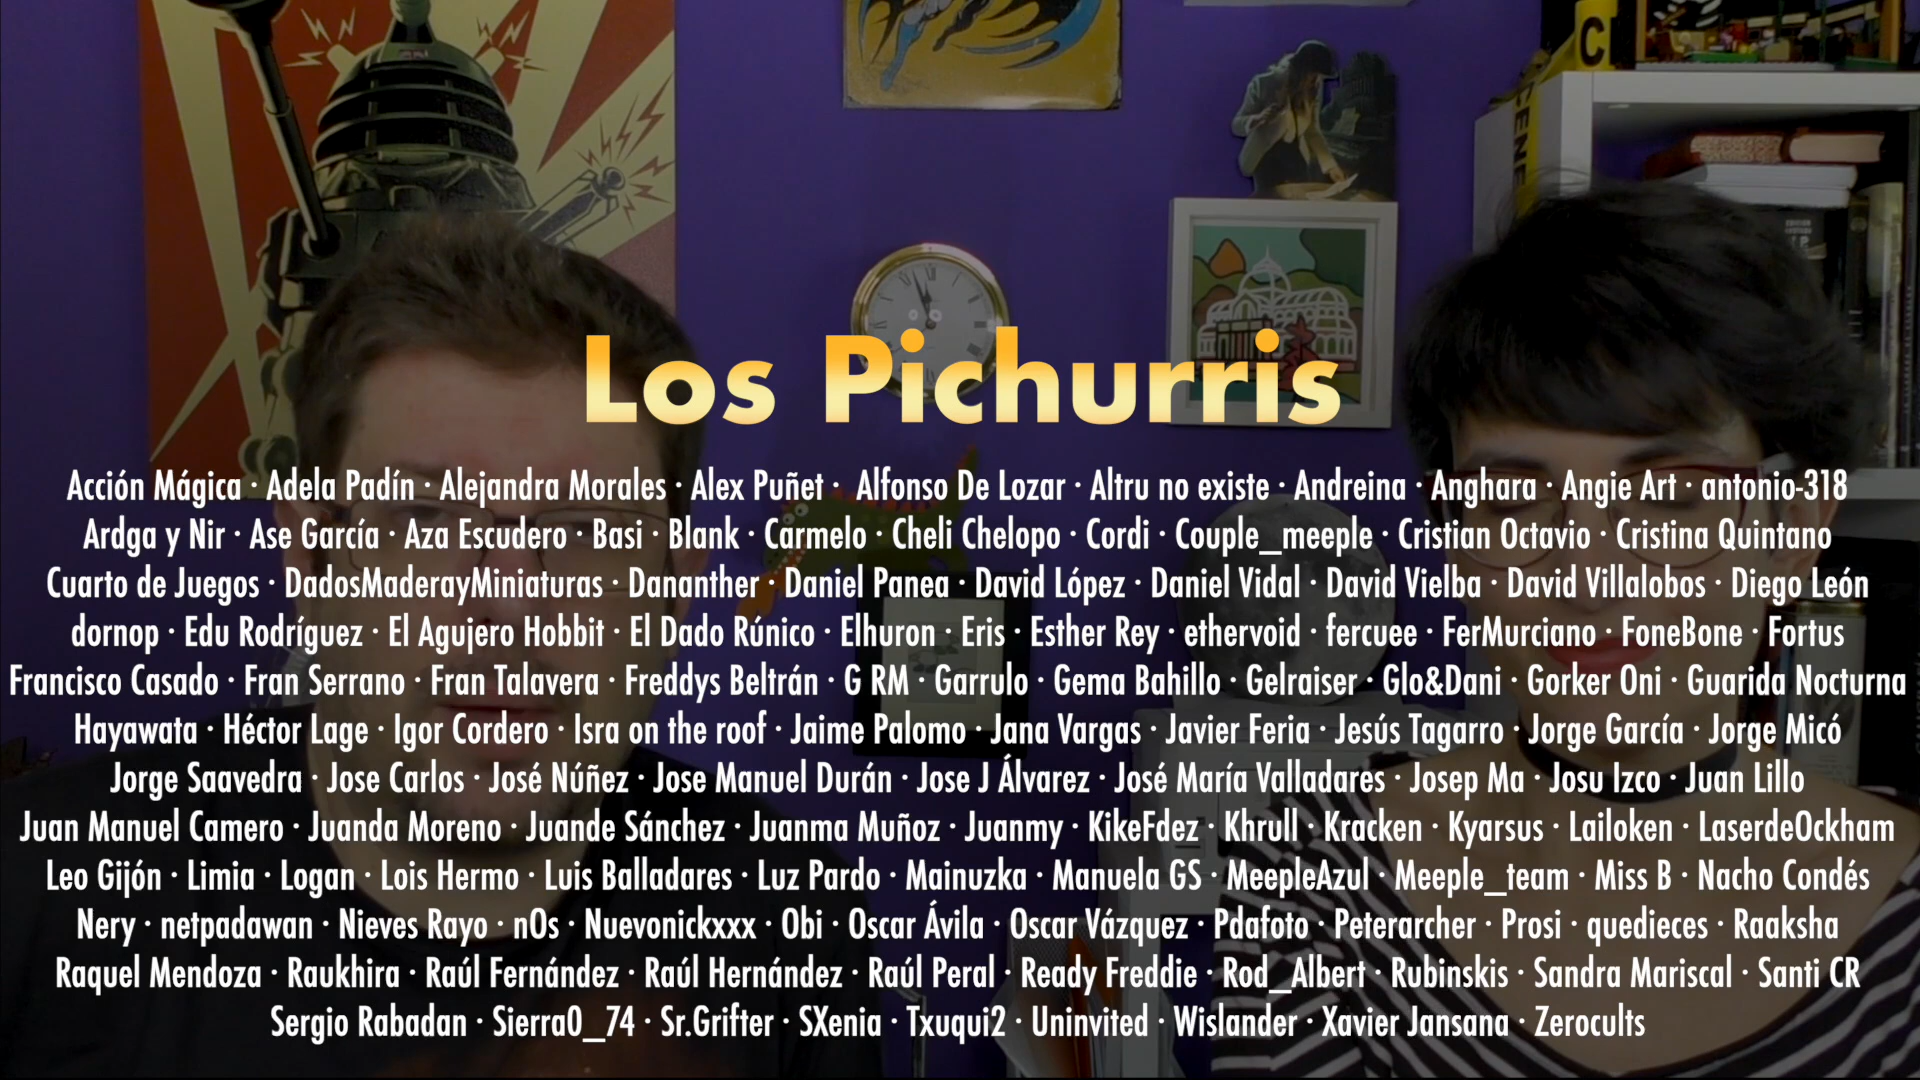 C
CENE
Los Pichurris
Acción Mágica · Adela Padín · Alejandra Morales · Alex Puñet · Alfonso De Lozar · Altru no existe · Andreina · Anghara · Angie Art · antonio-318
Ardga y Nir · Ase García · Aza Escudero · Basi · Blank · Carmelo · Cheli Chelopo · Cordi · Couple_meeple · Cristian Octavio · Cristina Quintano
Cuarto de Juegos · DadosMaderayMiniaturas · Dananther · Daniel Panea · David López · Daniel Vidal · David Vielba · David Villalobos · Diego León
dornop · Edu Rodríguez · El Agujero Hobbit · El Dado Rúnico · Elhuron · Eris · Esther Rey · ethervoid · fercuee · FerMurciano · FoneBone · Fortus
Francisco Casado · Fran Serrano · Fran Talavera · Freddys Beltrán · G RM · Garrulo · Gema Bahillo · Gelraiser · Glo&Dani · Gorker Oni · Guarida Nocturna
Hayawata · Héctor Lage · Igor Cordero · Isra on the roof · Jaime Palomo · Jana Vargas · Javier Feria · Jesús Tagarro · Jorge García · Jorge Micó
Jorge Saavedra · Jose Carlos · José Núñez · Jose Manuel Durán · Jose J Álvarez · José María Valladares · Josep Ma · Josu Izco · Juan Lillo
Juan Manuel Camero · Juanda Moreno · Juande Sánchez · Juanma Muñoz · Juanmy · KikeFdez · Khrull · Kracken · Kyarsus · Lailoken · LaserdeOckham
Leo Gijón · Limia · Logan · Lois Hermo · Luis Balladares · Luz Pardo · Mainuzka · Manuela GS · MeepleAzul · Meeple_team · Miss B · Nacho Condés
Nery · netpadawan · Nieves Rayo · nOs · Nuevonickxxx · Obi · Oscar Ávila · Oscar Vázquez · Pdafoto · Peterarcher · Prosi · quedieces · Raaksha
Raquel Mendoza · Raukhira · Raúl Fernández · Raúl Hernández · Raúl Peral · Ready Freddie · Rod_Albert · Rubinskis · Sandra Mariscal · Santi CR
Sergio Rabadan · Sierra0_74 · Sr.Grifter · SXenia · Txuqui2 · Uninvited · Wislander · Xavier Jansana · Zerocults